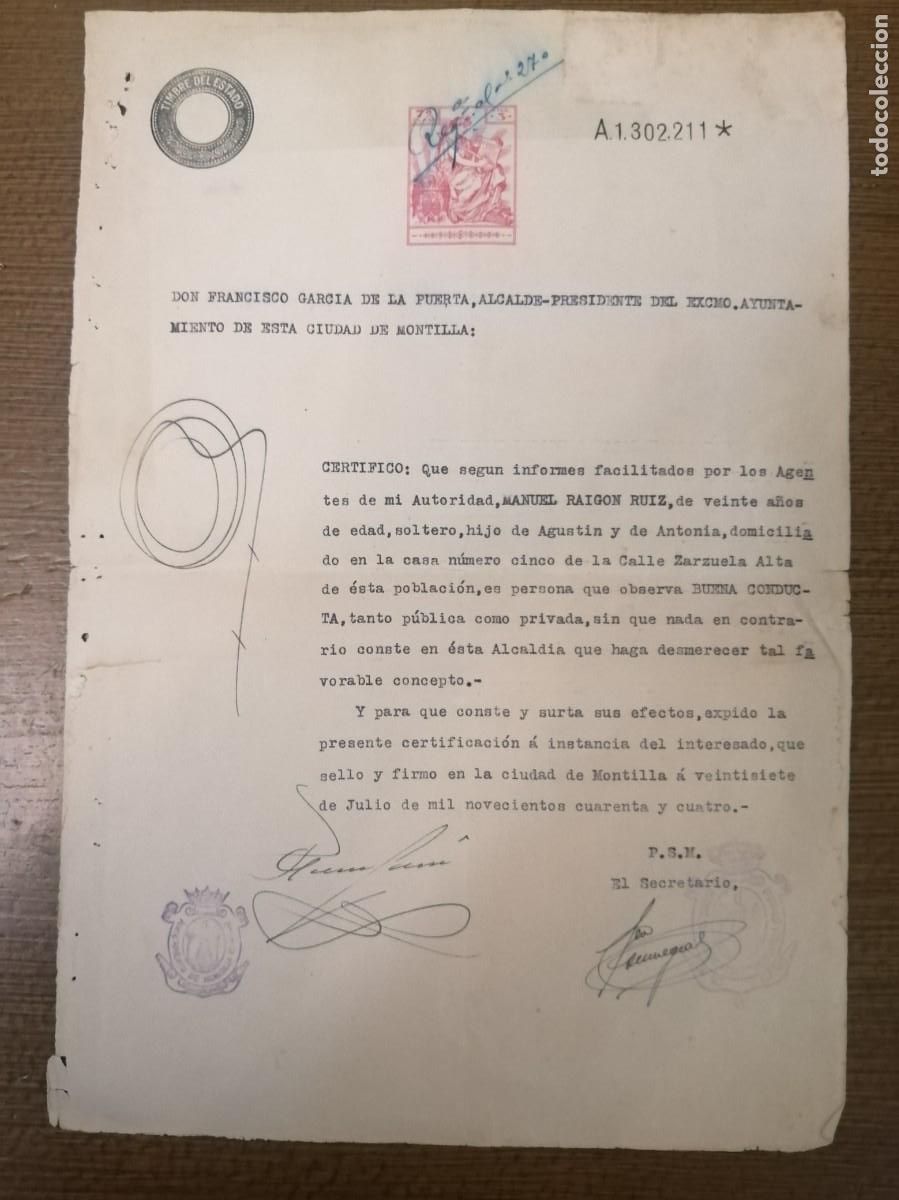 TIMBRE DEL ESTADO
A.1.302.211*
DON FRANCISCO GARCIA DE LA PUERTA,ALCALDE-PRESIDENTE DEL EXCMO.AYUNTA-
MIENTO DE ESTA CIUDAD DE MONTILLA:
CERTIFICO: Que segun informes facilitados por los Agen
tes de mi Autoridad,MANUEL RAIGON RUIZ,de veinte años
de edad,soltero,hijo de Agustin y de Antonia,domicilia
do en la casa número cinco de la Calle Zarzuela Alta
de ésta población,es persona que observa BUENA CONDUC-
TA,tanto pública como privada,sin que nada en contra-
rio conste en ésta Alcaldia que haga desmerecer tal fa
vorable concepto.-
Y para que conste y surta sus efectos,expido la
presente certificación á instancia del interesado,que
sello y firmo en la ciudad de Montilla á veintisiete
de Julio de mil novecientos cuarenta y cuatro.-
P.S.M.
El Secretario,
todocoleccion